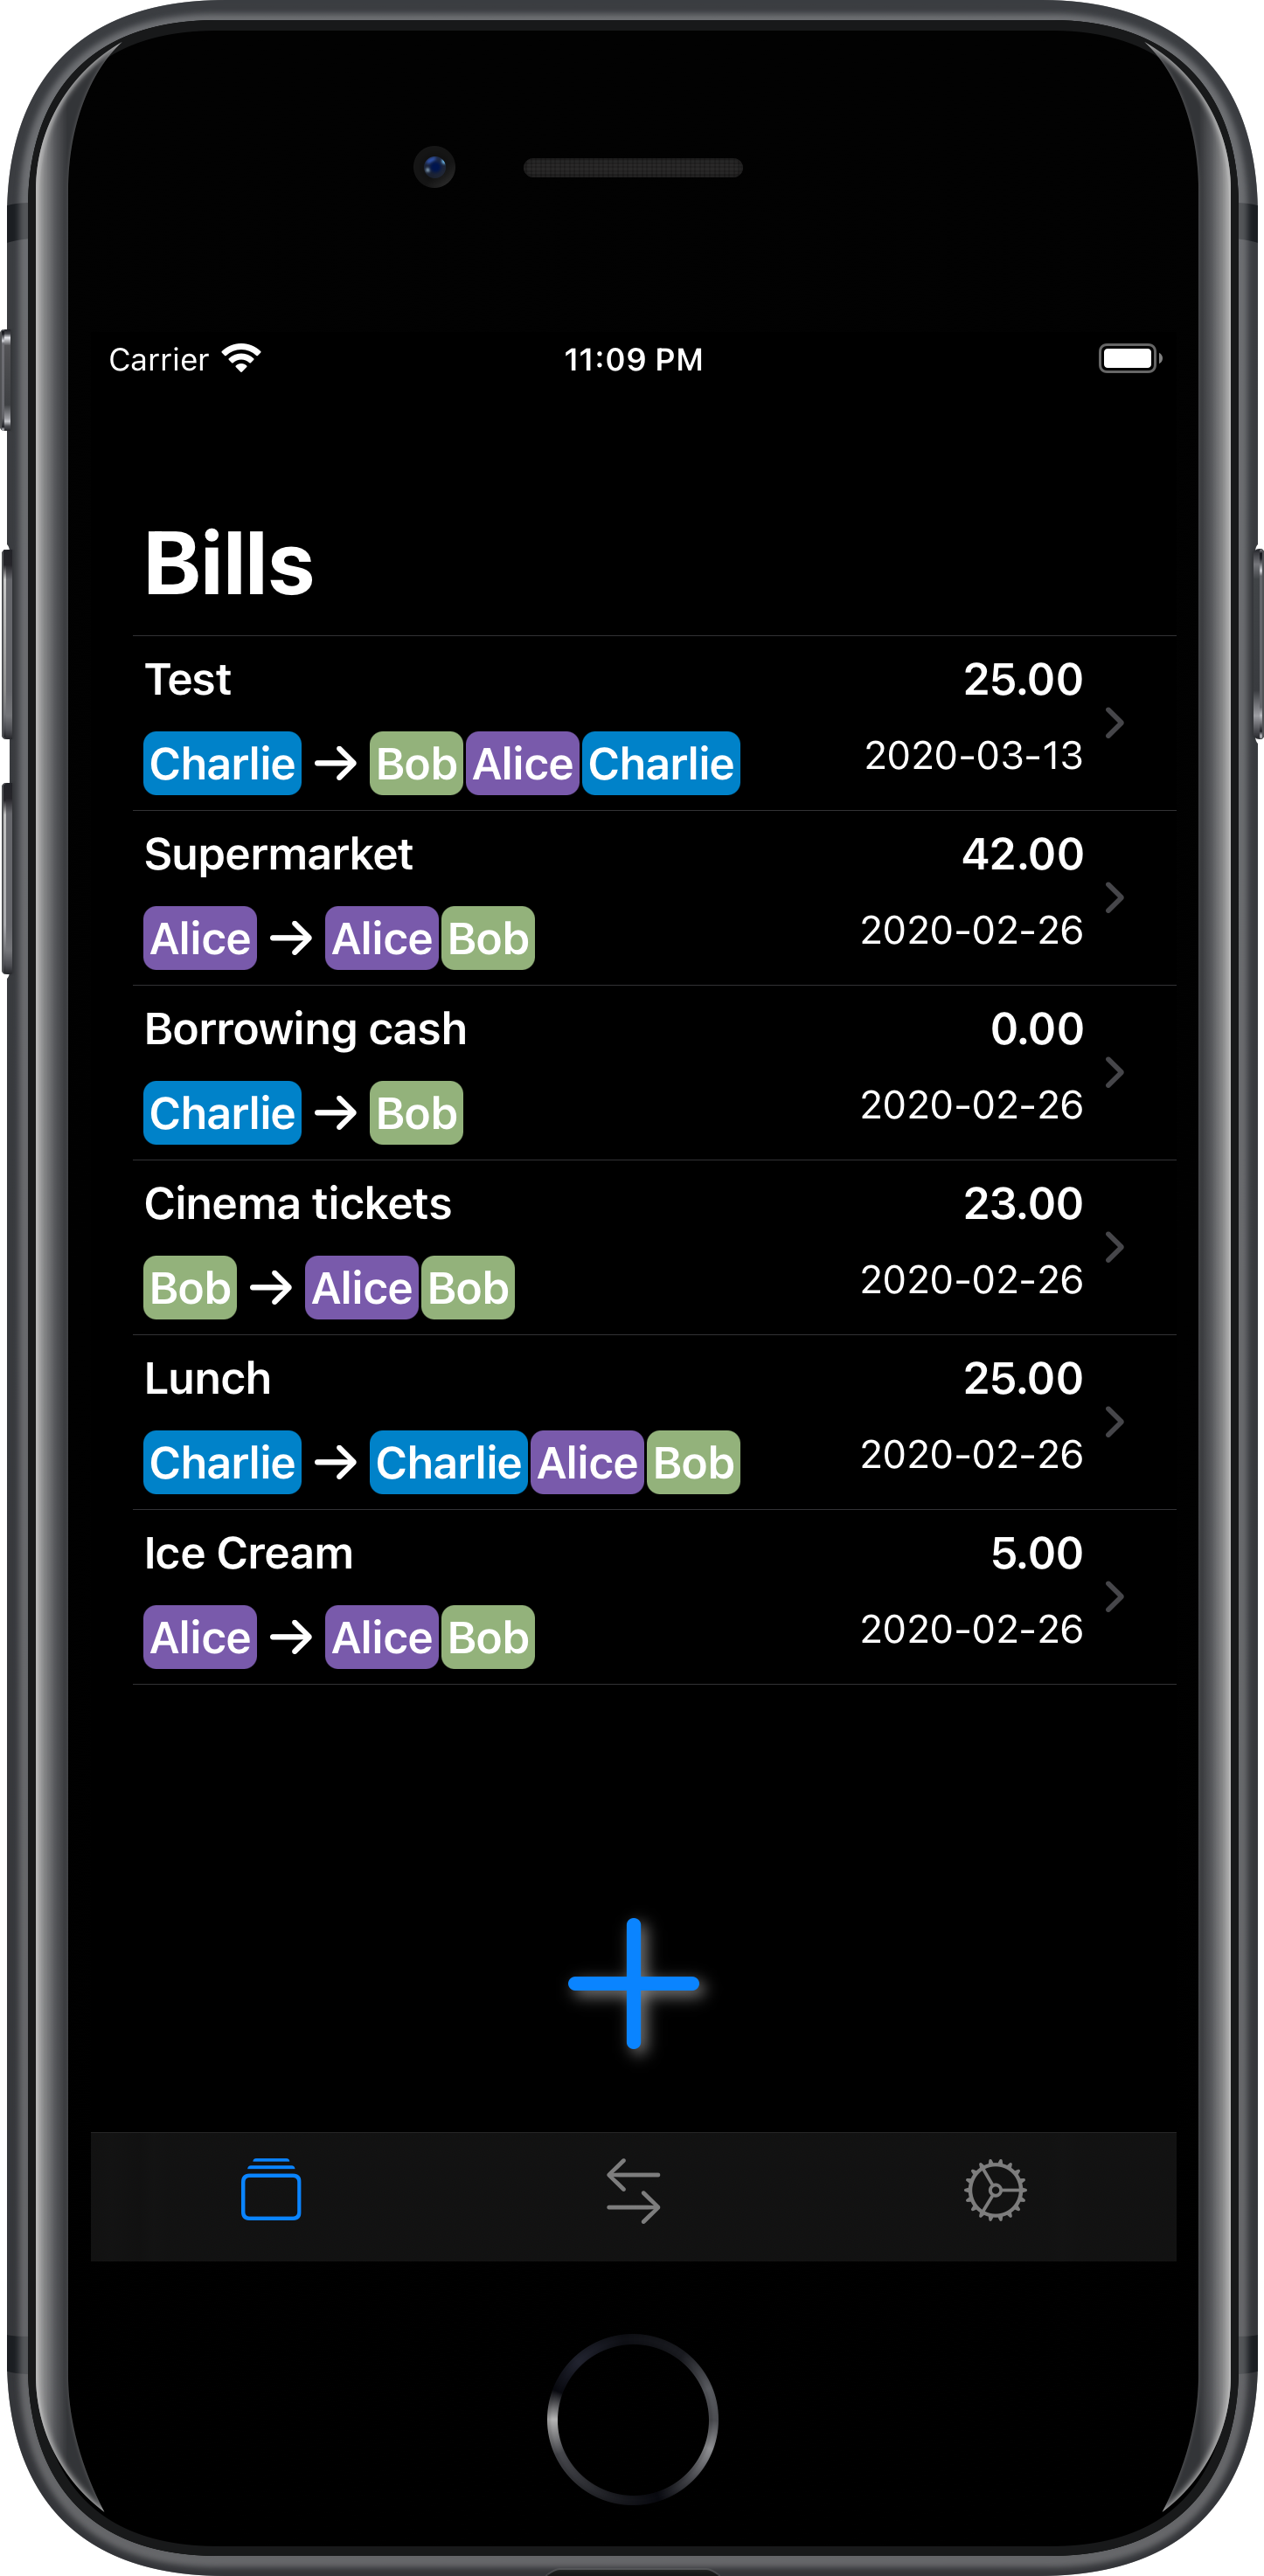 Carrier 11:09 PM
Bills
Test 25.00
Charlie → Bob Alice Charlie 2020-03-13
Supermarket 42.00
Alice → Alice Bob 2020-02-26
Borrowing cash 0.00
Charlie → Bob 2020-02-26
Cinema tickets 23.00
Bob → Alice Bob 2020-02-26
Lunch 25.00
Charlie → Charlie Alice Bob 2020-02-26
Ice Cream 5.00
Alice → Alice Bob 2020-02-26